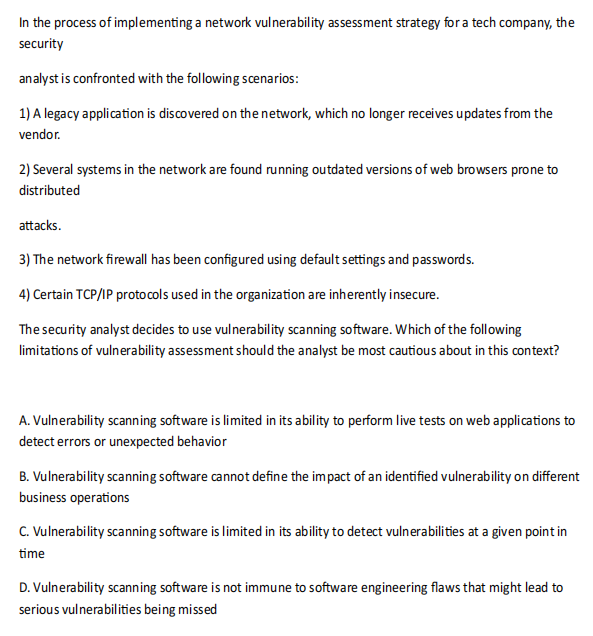 In the process of implementing a network vulnerability assessment strategy for a tech company, the
security
analyst is confronted with the following scenarios:
1) A legacy application is discovered on the network, which no longer receives updates from the
vendor.
2) Several systems in the network are found running outdated versions of web browsers prone to
distributed
attacks.
3) The network firewall has been configured using default settings and passwords.
4) Certain TCP/IP protocols used in the organization are inherently insecure.
The security analyst decides to use vulnerability scanning software. Which of the following
limitations of vulnerability assessment should the analyst be most cautious about in this context?
A. Vulnerability scanning software is limited in its ability to perform live tests on web applications to
detect errors or unexpected behavior
B. Vulnerability scanning software cannot define the impact of an identified vulnerability on different
business operations
C. Vulnerability scanning software is limited in its ability to detect vulnerabilities at a given point in
time
D. Vulnerability scanning software is not immune to software engineering flaws that might lead to
serious vulnerabilities being missed